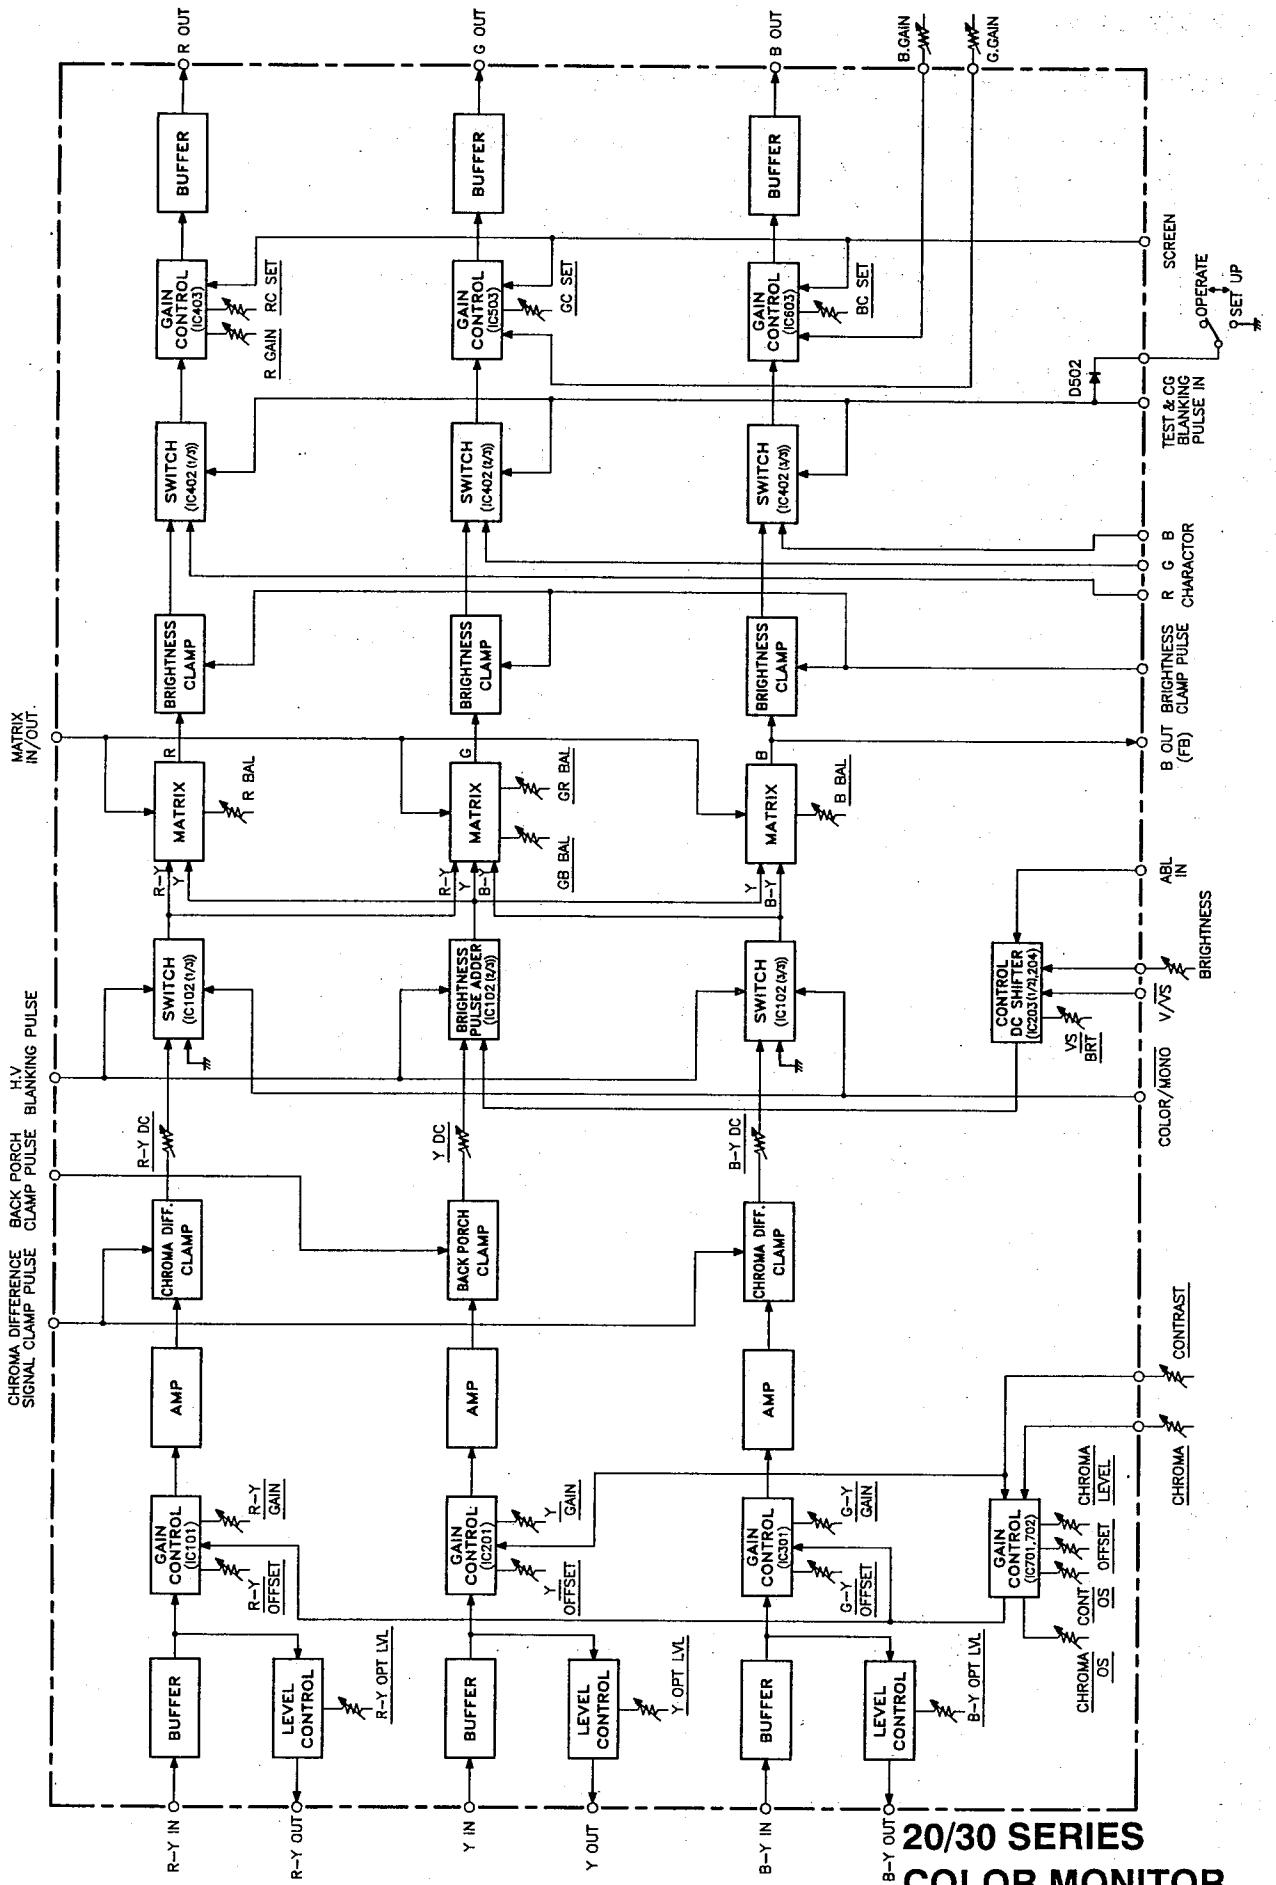 R-Y IN
BUFFER
R-Y OUT
LEVEL
CONTROL
R-Y OPT LVL
GAIN
CONTROL
(IC101)
R-Y
OFFSET
R-Y
GAIN
AMP
CHROMA DIFFERENCE
SIGNAL CLAMP PULSE
CHROMA DIFF.
CLAMP
BACK PORCH
CLAMP PULSE
R-Y DC
H.V
BLANKING PULSE
SWITCH
(IC102(1/3))
R-Y
Y
MATRIX
R BAL
R
MATRIX
IN/OUT.
BRIGHTNESS
CLAMP
SWITCH
(IC402(1/3))
GAIN
CONTROL
(IC403)
R GAIN
RC SET
BUFFER
R OUT
Y IN
BUFFER
Y OUT
LEVEL
CONTROL
Y OPT LVL
GAIN
CONTROL
(IC201)
Y
OFFSET
Y
GAIN
AMP
BACK PORCH
CLAMP
Y DC
BRIGHTNESS
PULSE ADDER
(IC102(2/3))
R-Y
Y
B-Y
MATRIX
GB BAL
GR BAL
G
BRIGHTNESS
CLAMP
SWITCH
(IC402(2/3))
GAIN
CONTROL
(IC503)
GC SET
BUFFER
G OUT
B-Y IN
BUFFER
B-Y OUT
LEVEL
CONTROL
B-Y OPT LVL
GAIN
CONTROL
(IC301)
G-Y
OFFSET
G-Y
GAIN
AMP
CHROMA DIFF.
CLAMP
B-Y DC
SWITCH
(IC102(3/3))
Y
B-Y
MATRIX
B BAL
B
BRIGHTNESS
CLAMP
SWITCH
(IC402(3/3))
GAIN
CONTROL
(IC603)
BC SET
BUFFER
B OUT
B.GAIN
G.GAIN
GAIN
CONTROL
(IC701,702)
CHROMA
OS
CONT
OS
OFFSET
CHROMA
LEVEL
CHROMA
CONTRAST
CONTROL
DC SHIFTER
(IC203(1/2),204)
VS
BRT
COLOR/MONO
V/VS
BRIGHTNESS
ABL
IN
B OUT
(FB)
BRIGHTNESS
CLAMP PULSE
R G B
CHARACTOR
TEST & CG
BLANKING
PULSE IN
D502
OPERATE
SET UP
SCREEN
20/30 SERIES
COLOR MONITOR